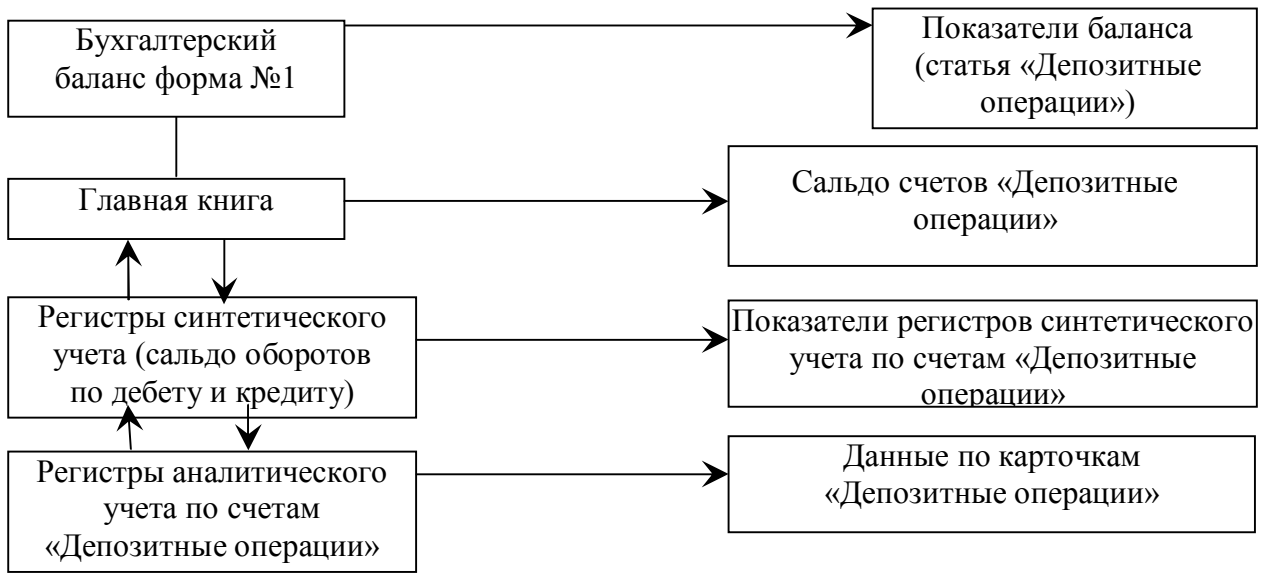 Бухгалтерский
баланс форма №1
Показатели баланса
(статья «Депозитные
операции»)
Главная книга
Сальдо счетов «Депозитные
операции»
Регистры синтетического
учета (сальдо оборотов
по дебету и кредиту)
Показатели регистров синтетического
учета по счетам «Депозитные
операции»
Регистры аналитического
учета по счетам
«Депозитные операции»
Данные по карточкам
«Депозитные операции»